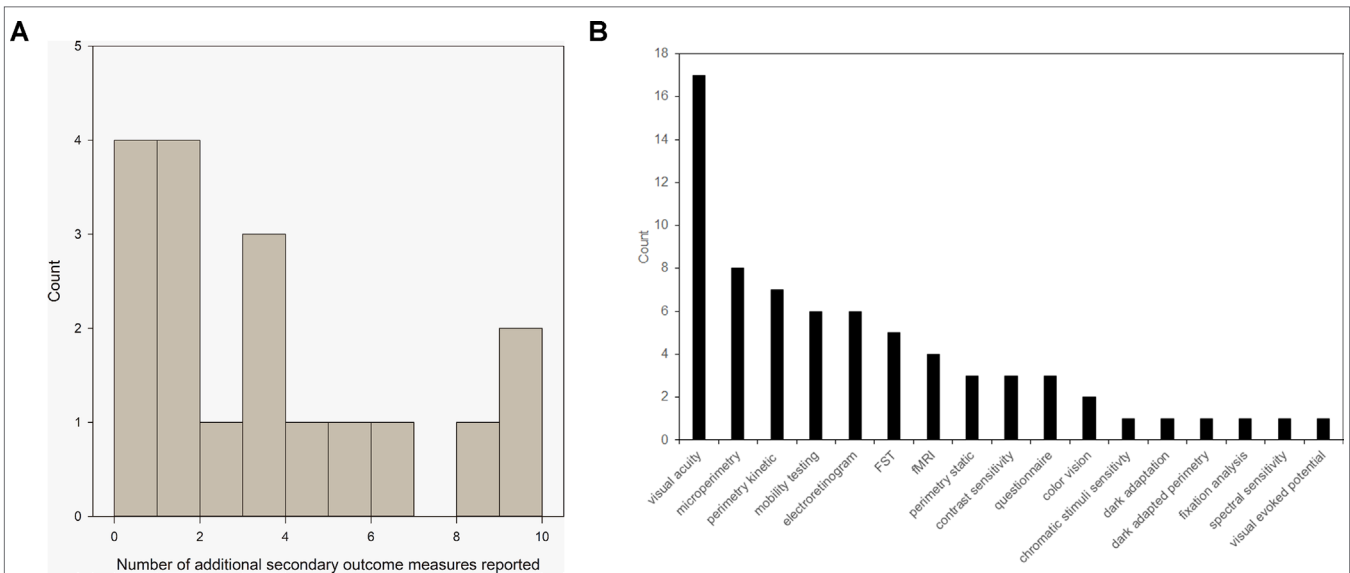 A
5
4
3
2
1
0
Count
0 2 4 6 8 10
Number of additional secondary outcome measures reported
B
18
16
14
12
10
8
6
4
2
0
Count
visual acuity
microperimetry
perimetry kinetic
mobility testing
electroretinogram
FST
fMRI
perimetry static
contrast sensitivity
questionnaire
color vision
chromatic stimuli sensitivty
dark adaptation
dark adapted perimetry
fixation analysis
spectral sensitivity
visual evoked potential